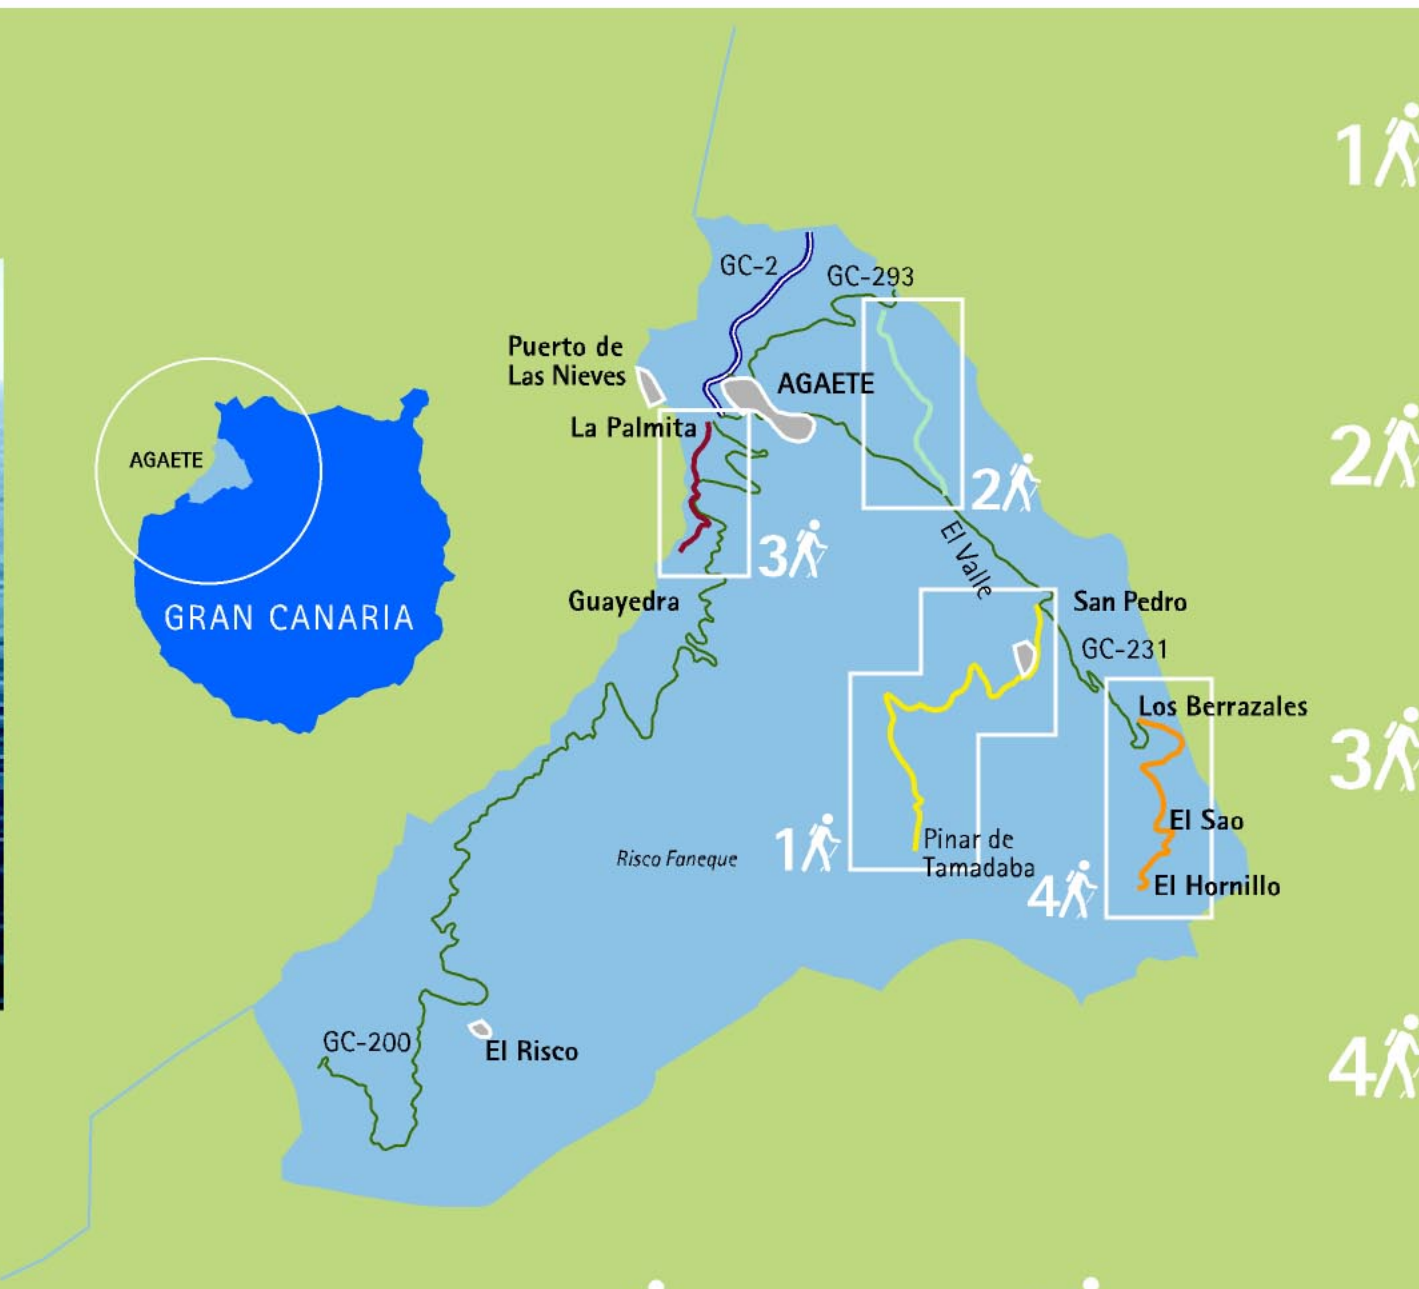 1
GC-2
GC-293
Puerto de
Las Nieves
AGAETE
La Palmita
AGAETE
2
2
3
El Valle
Guayedra
San Pedro
GRAN CANARIA
GC-231
Los Berrazales
3
El Sao
1
Pinar de
Tamadaba
Risco Faneque
4
El Hornillo
GC-200
El Risco
4